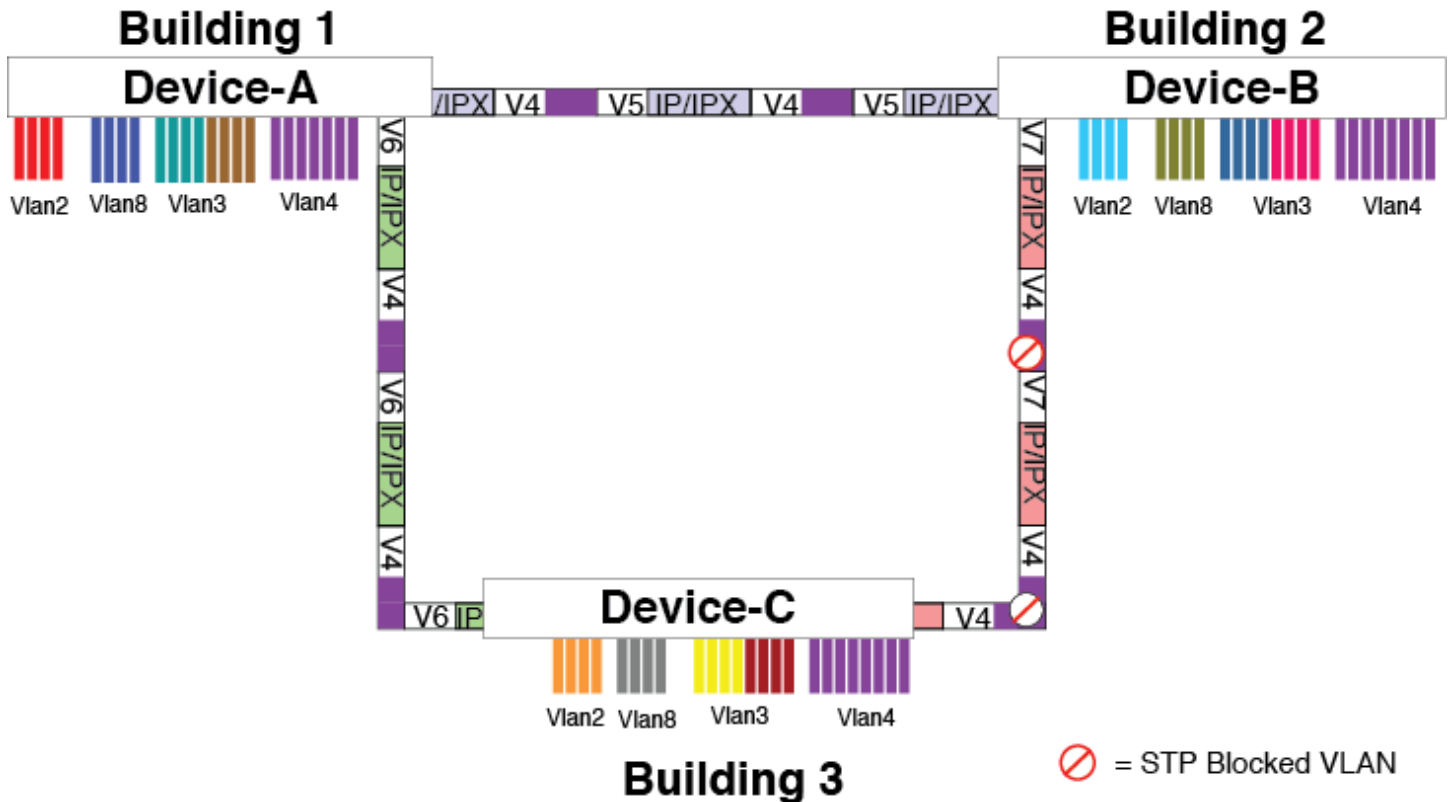 Building 1
Building 2
Device-A
/IPX V4 V5 IP/IPX V4 V5 IP/IPX
Device-B
Vlan2
Vlan8
Vlan3
Vlan4
V6
IP/IPX
V4
V6
IP/IPX
V4
V6 IP
V7
IP/IPX
V4
V7
IP/IPX
V4
Vlan2
Vlan8
Vlan3
Vlan4
Device-C
V4
Vlan2
Vlan8
Vlan3
Vlan4
Building 3
= STP Blocked VLAN